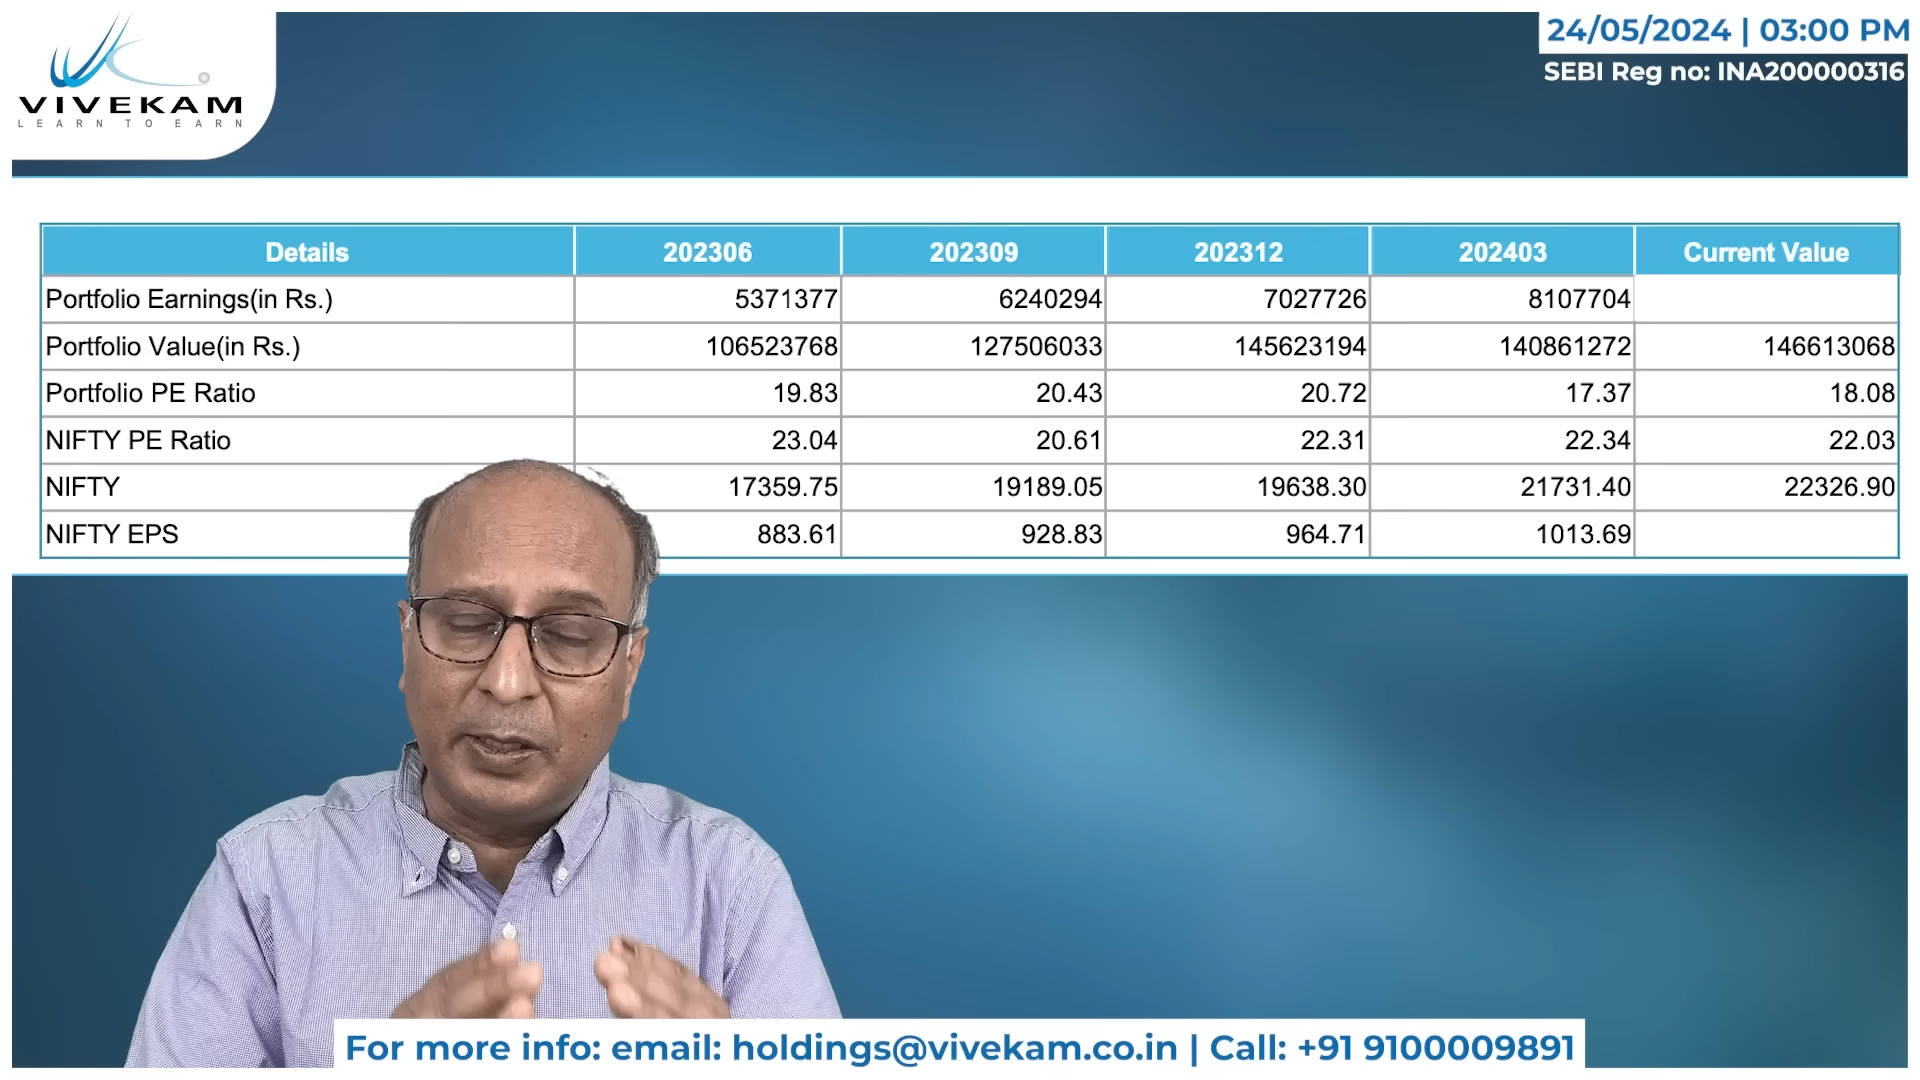 VIVEKAM
LEARN TO EARN
24/05/2024 | 03:00 PM
SEBI Reg no: INA200000316
Details 202306 202309 202312 202403 Current Value
Portfolio Earnings(in Rs.) 5371377 6240294 7027726 8107704
Portfolio Value(in Rs.) 106523768 127506033 145623194 140861272 146613068
Portfolio PE Ratio 19.83 20.43 20.72 17.37 18.08
NIFTY PE Ratio 23.04 20.61 22.31 22.34 22.03
NIFTY 17359.75 19189.05 19638.30 21731.40 22326.90
NIFTY EPS 883.61 928.83 964.71 1013.69
For more info: email: holdings@vivekam.co.in | Call: +91 9100009891